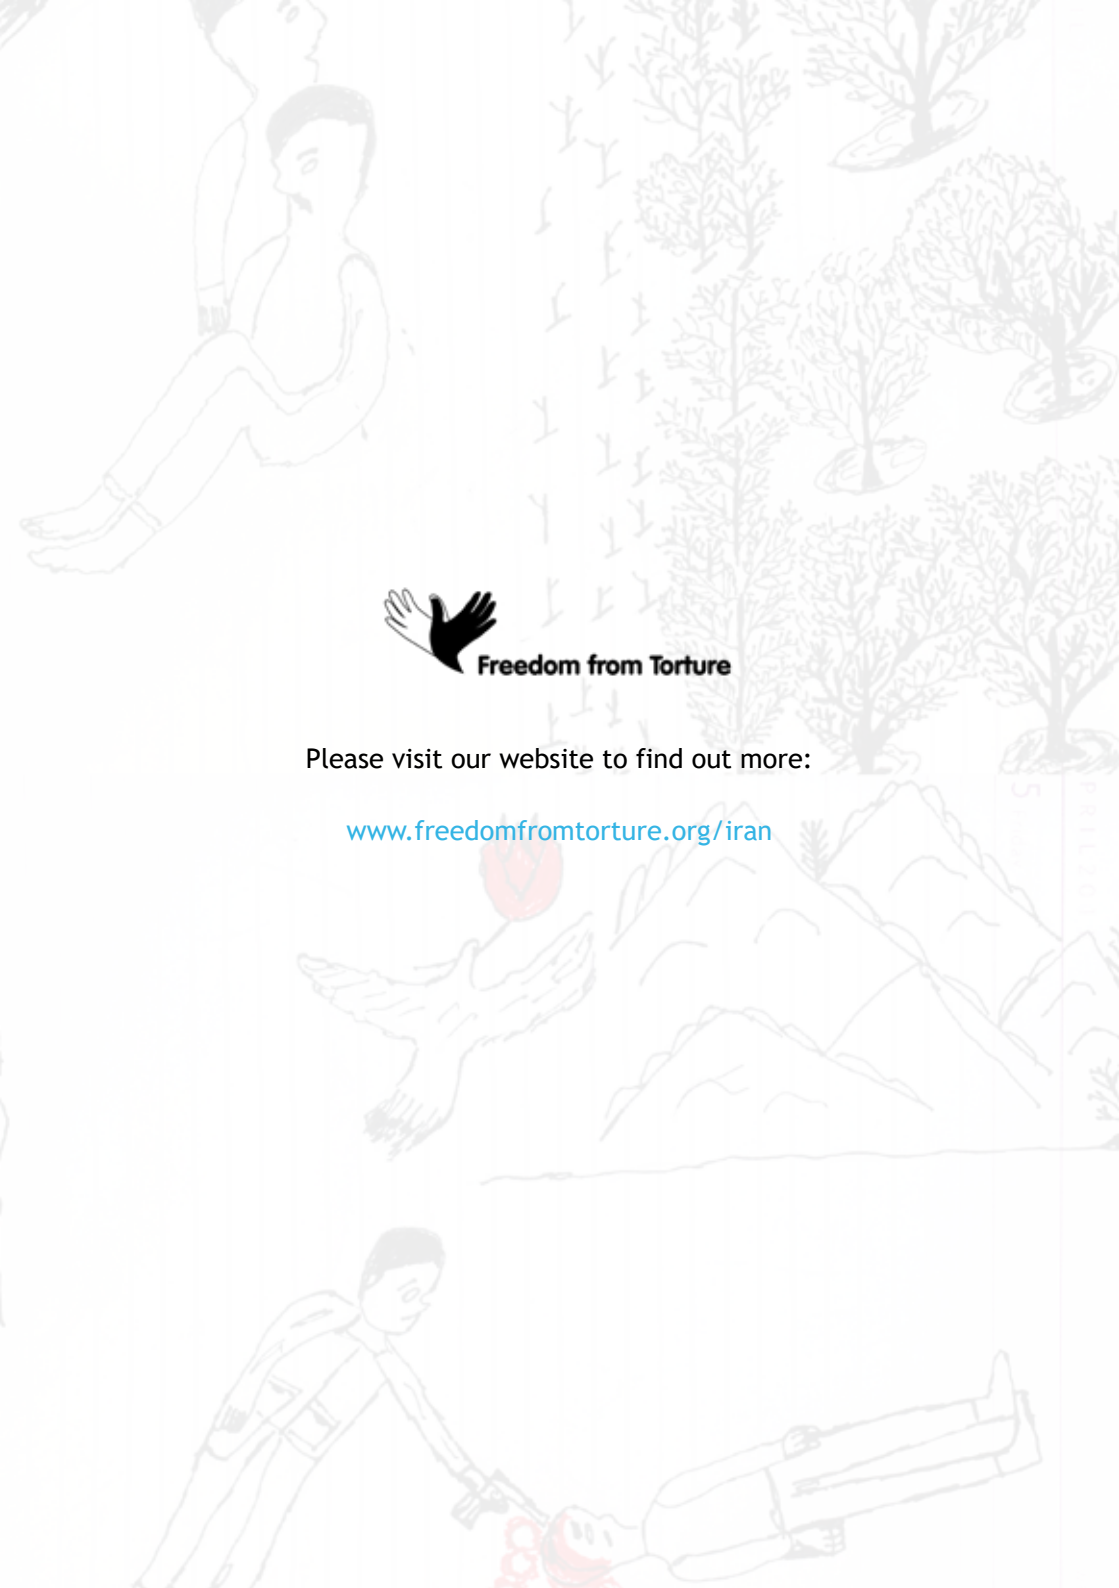 Freedom from Torture
Please visit our website to find out more:
www.freedomfromtorture.org/iran